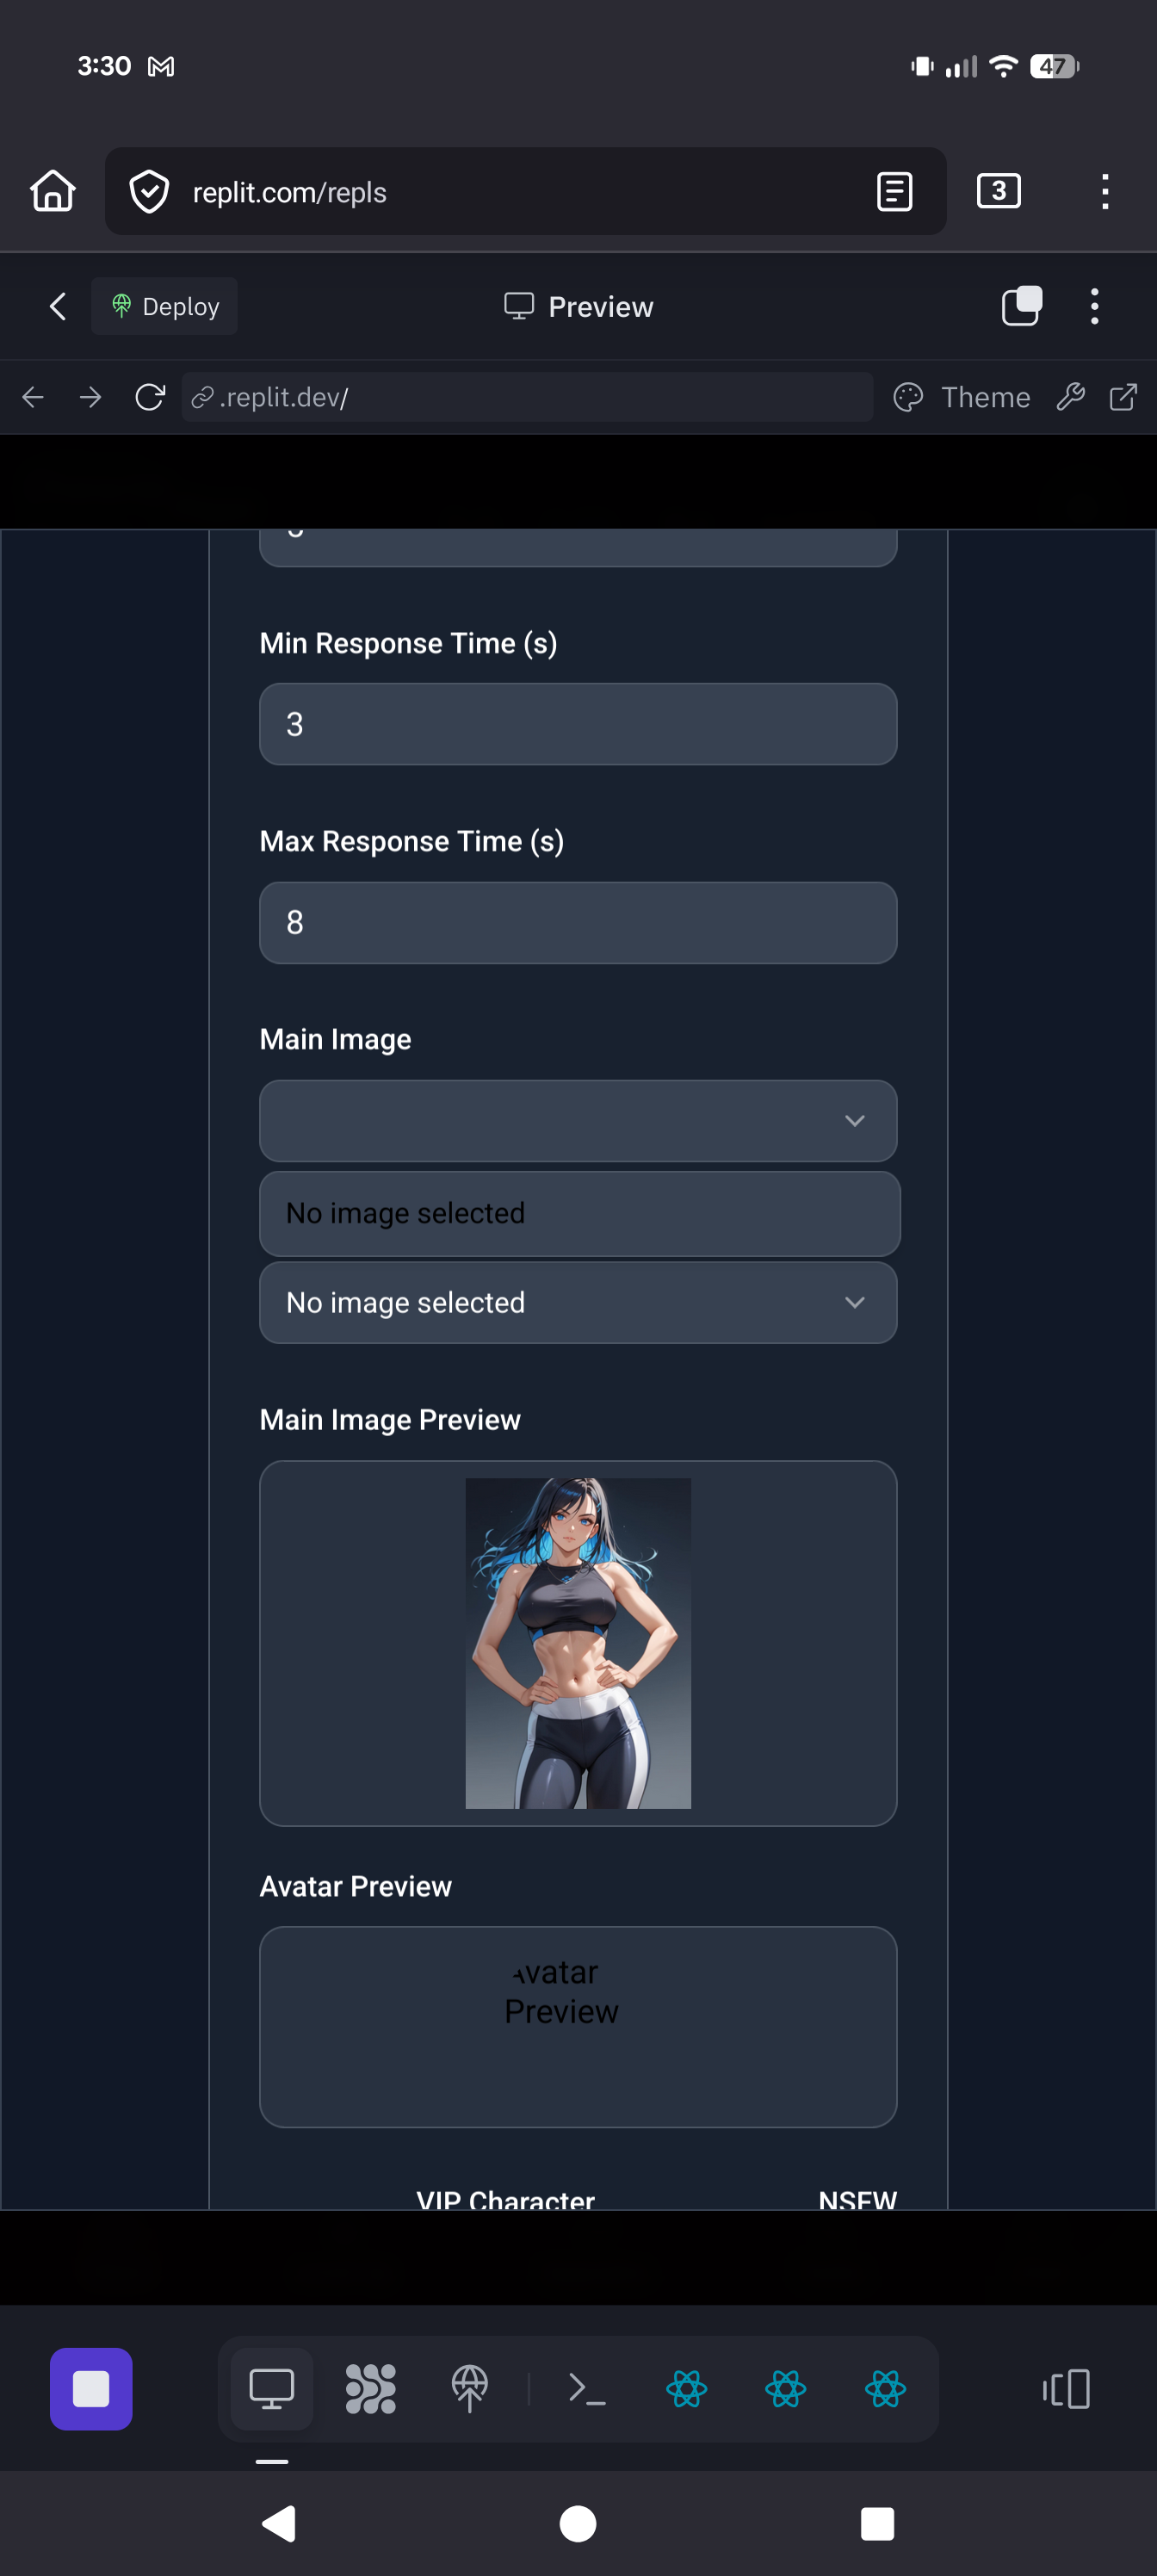 3:30
47
replit.com/repls
3
Deploy
Preview
.replit.dev/
Theme
Min Response Time (s)
3
Max Response Time (s)
8
Main Image
No image selected
No image selected
Main Image Preview
Avatar Preview
Avatar
Preview
VIP Character
NSFW